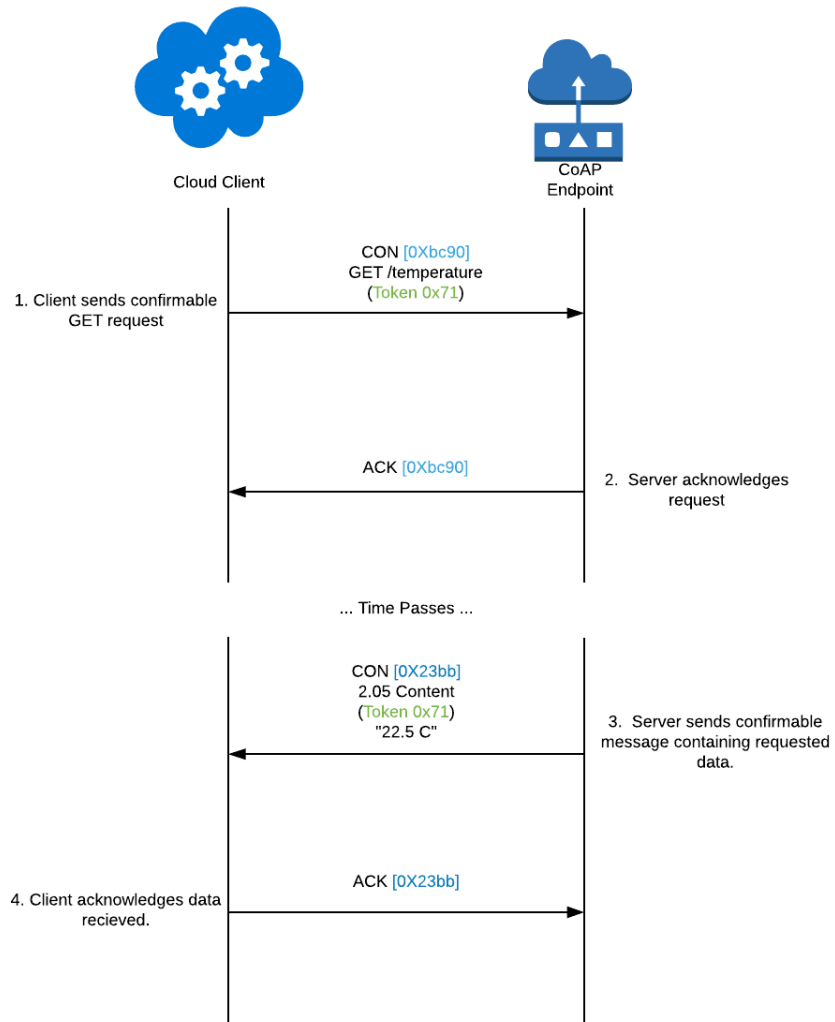 Cloud Client
CoAP
Endpoint
CON [0Xbc90]
GET /temperature
(Token 0x71)
1. Client sends confirmable
GET request
ACK [0Xbc90]
2.  Server acknowledges
request
... Time Passes ...
CON [0X23bb]
2.05 Content
(Token 0x71)
"22.5 C"
3.  Server sends confirmable
message containing requested
data.
ACK [0X23bb]
4. Client acknowledges data
recieved.